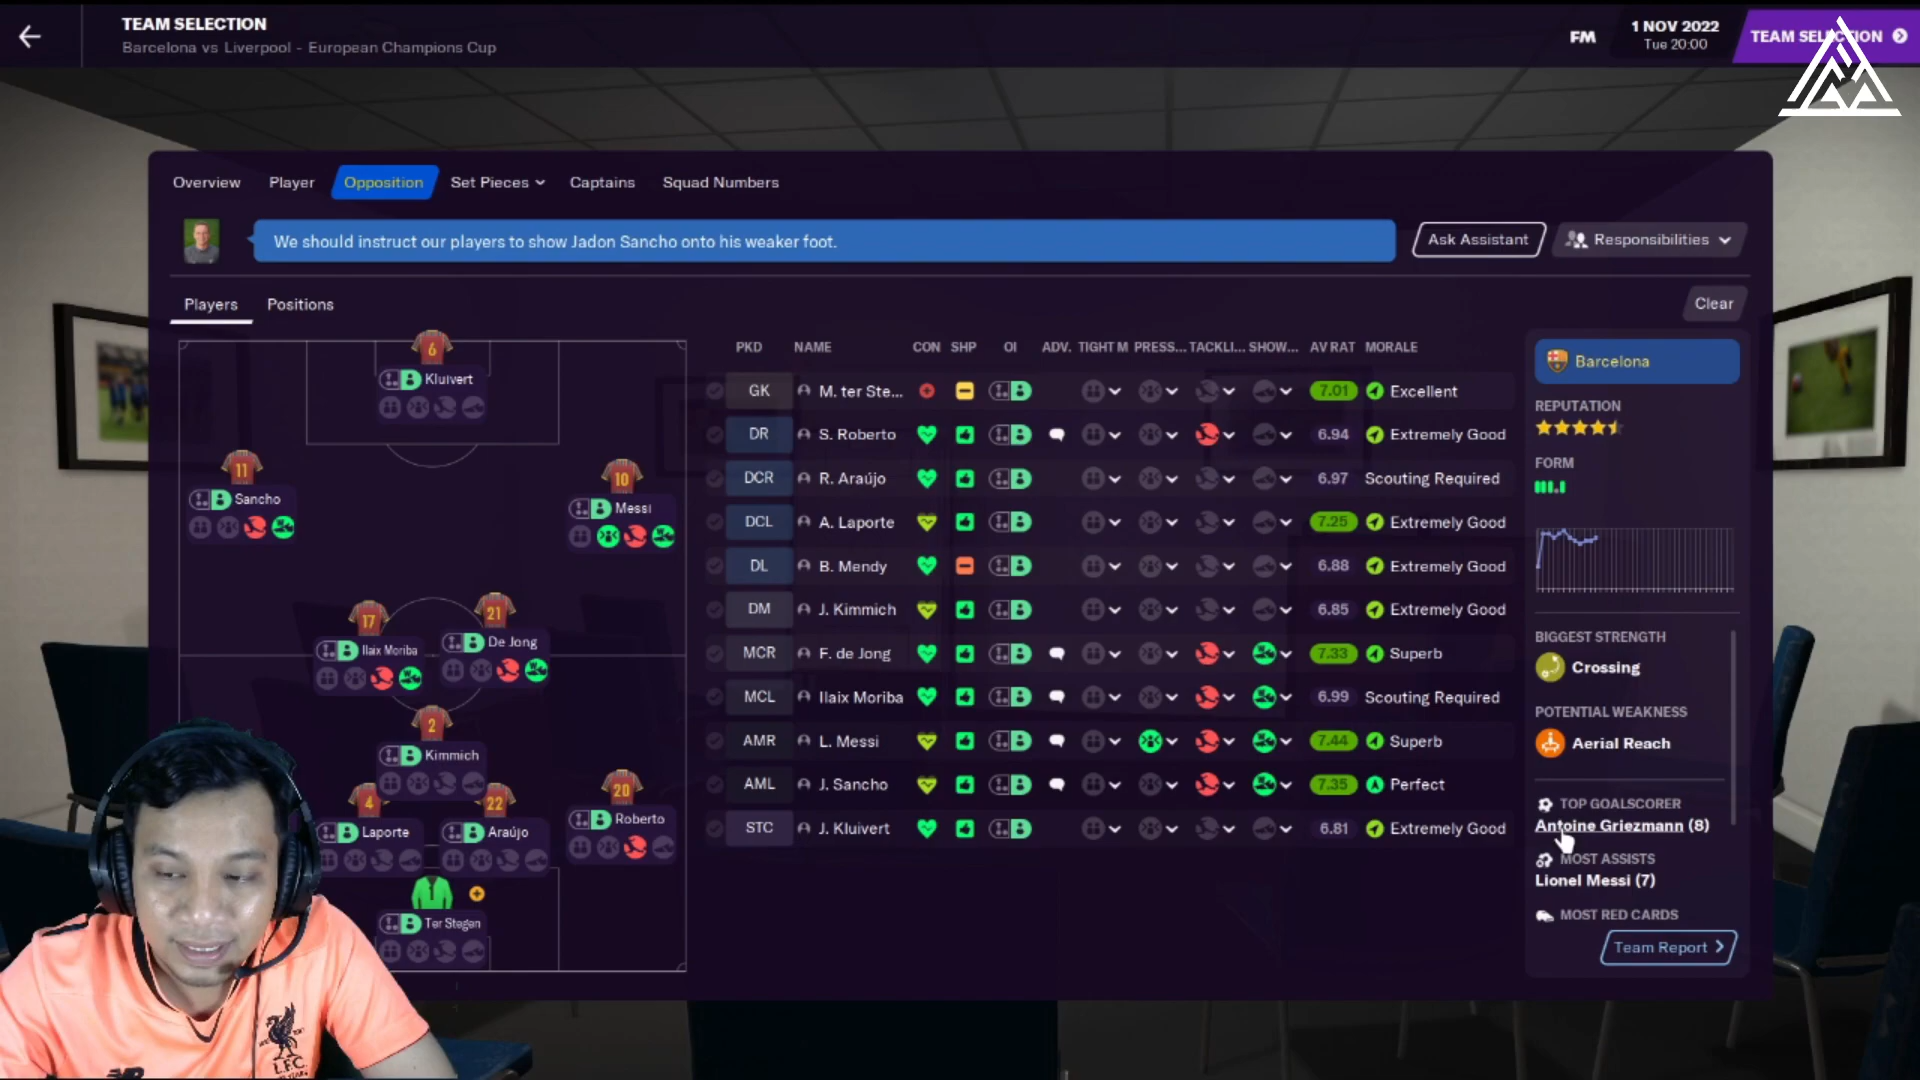 TEAM SELECTION
Barcelona vs Liverpool - European Champions Cup
FM
1 NOV 2022
Tue 20:00
TEAM SELECTION
Overview
Player
Opposition
Set Pieces
Captains
Squad Numbers
We should instruct our players to show Jadon Sancho onto his weaker foot.
Ask Assistant
Responsibilities
Players
Positions
Clear
6
Kluivert
11
Sancho
10
Messi
17
Ilaix Moriba
21
De Jong
2
Kimmich
4
Laporte
22
Araújo
20
Roberto
1
Ter Stegen
PKD NAME CON SHP OI ADV. TIGHT M PRESS... TACKLI... SHOW... AV RAT MORALE
GK M. ter Ste... 7.01 Excellent
DR S. Roberto 6.94 Extremely Good
DCR R. Araújo 6.97 Scouting Required
DCL A. Laporte 7.25 Extremely Good
DL B. Mendy 6.88 Extremely Good
DM J. Kimmich 6.85 Extremely Good
MCR F. de Jong 7.33 Superb
MCL Ilaix Moriba 6.99 Scouting Required
AMR L. Messi 7.44 Superb
AML J. Sancho 7.35 Perfect
STC J. Kluivert 6.81 Extremely Good
Barcelona
REPUTATION
FORM
BIGGEST STRENGTH
Crossing
POTENTIAL WEAKNESS
Aerial Reach
TOP GOALSCORER
Antoine Griezmann (8)
MOST ASSISTS
Lionel Messi (7)
MOST RED CARDS
Team Report
L.F.C.